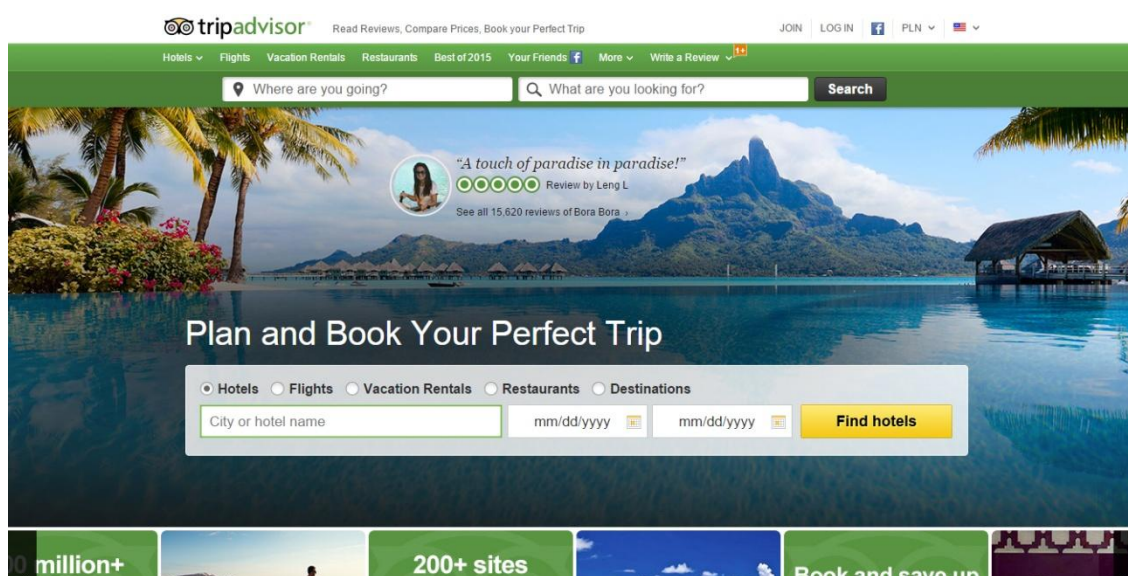 tripadvisor®
Read Reviews, Compare Prices, Book your Perfect Trip
JOIN LOG IN f PLN
Hotels Flights Vacation Rentals Restaurants Best of 2015 Your Friends f More Write a Review 1+
Where are you going? What are you looking for? Search
“A touch of paradise in paradise!”
Review by Leng L
See all 15,620 reviews of Bora Bora ›
Plan and Book Your Perfect Trip
Hotels Flights Vacation Rentals Restaurants Destinations
City or hotel name mm/dd/yyyy mm/dd/yyyy Find hotels
million+ 200+ sites Book and save up